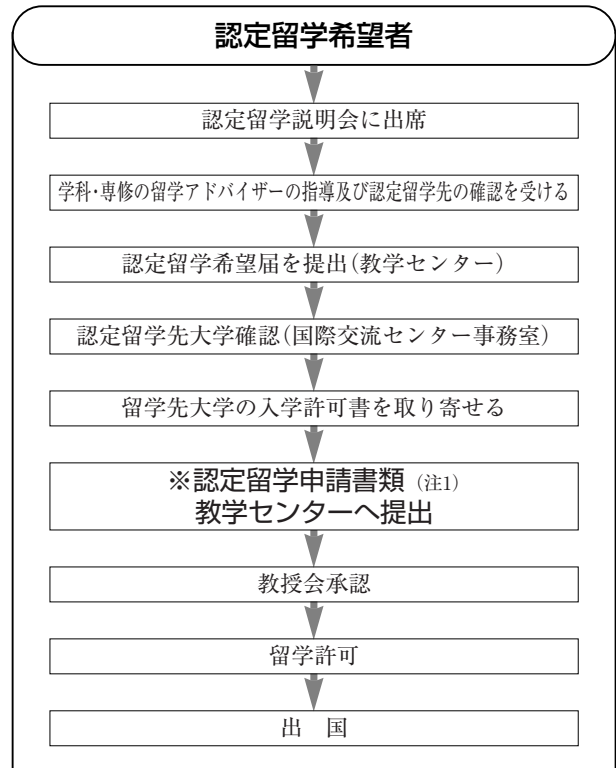 認定留学希望者
認定留学説明会に出席
学科・専修の留学アドバイザーの指導及び認定留学先の確認を受ける
認定留学希望届を提出(教学センター)
認定留学先大学確認(国際交流センター事務室)
留学先大学の入学許可書を取り寄せる
※認定留学申請書類（注1）
教学センターへ提出
教授会承認
留学許可
出　国